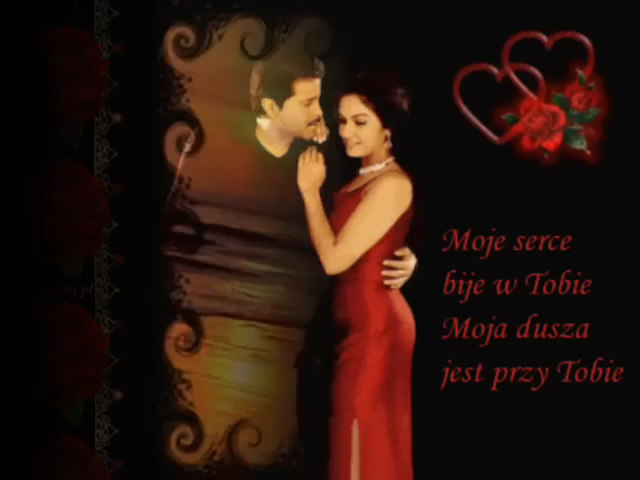 Moje serce
bije w Tobie
Moja dusza
jest przy Tobie